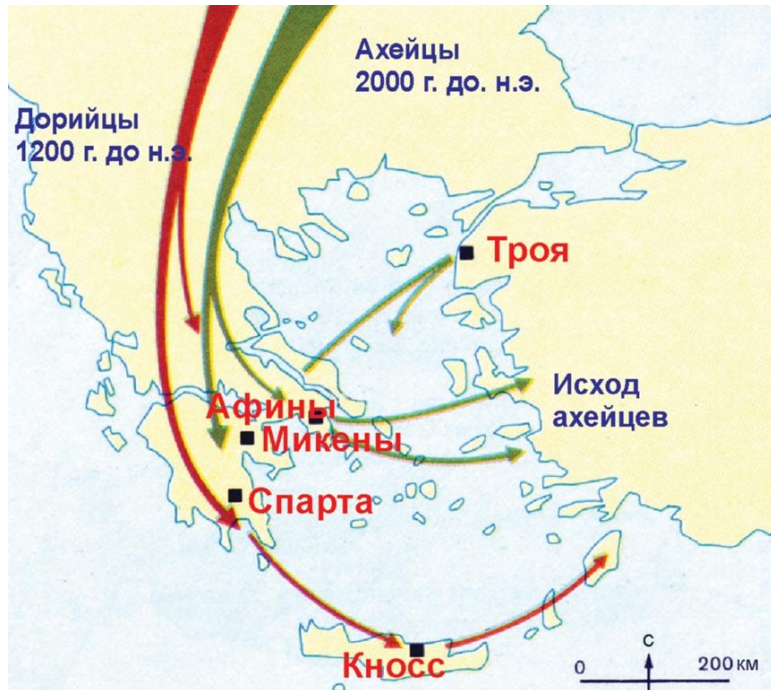 Ахейцы
2000 г. до. н.э.
Дорийцы
1200 г. до н.э.
Троя
Исход
ахейцев
Афины
Микены
Спарта
Кносс
С
0 200 км